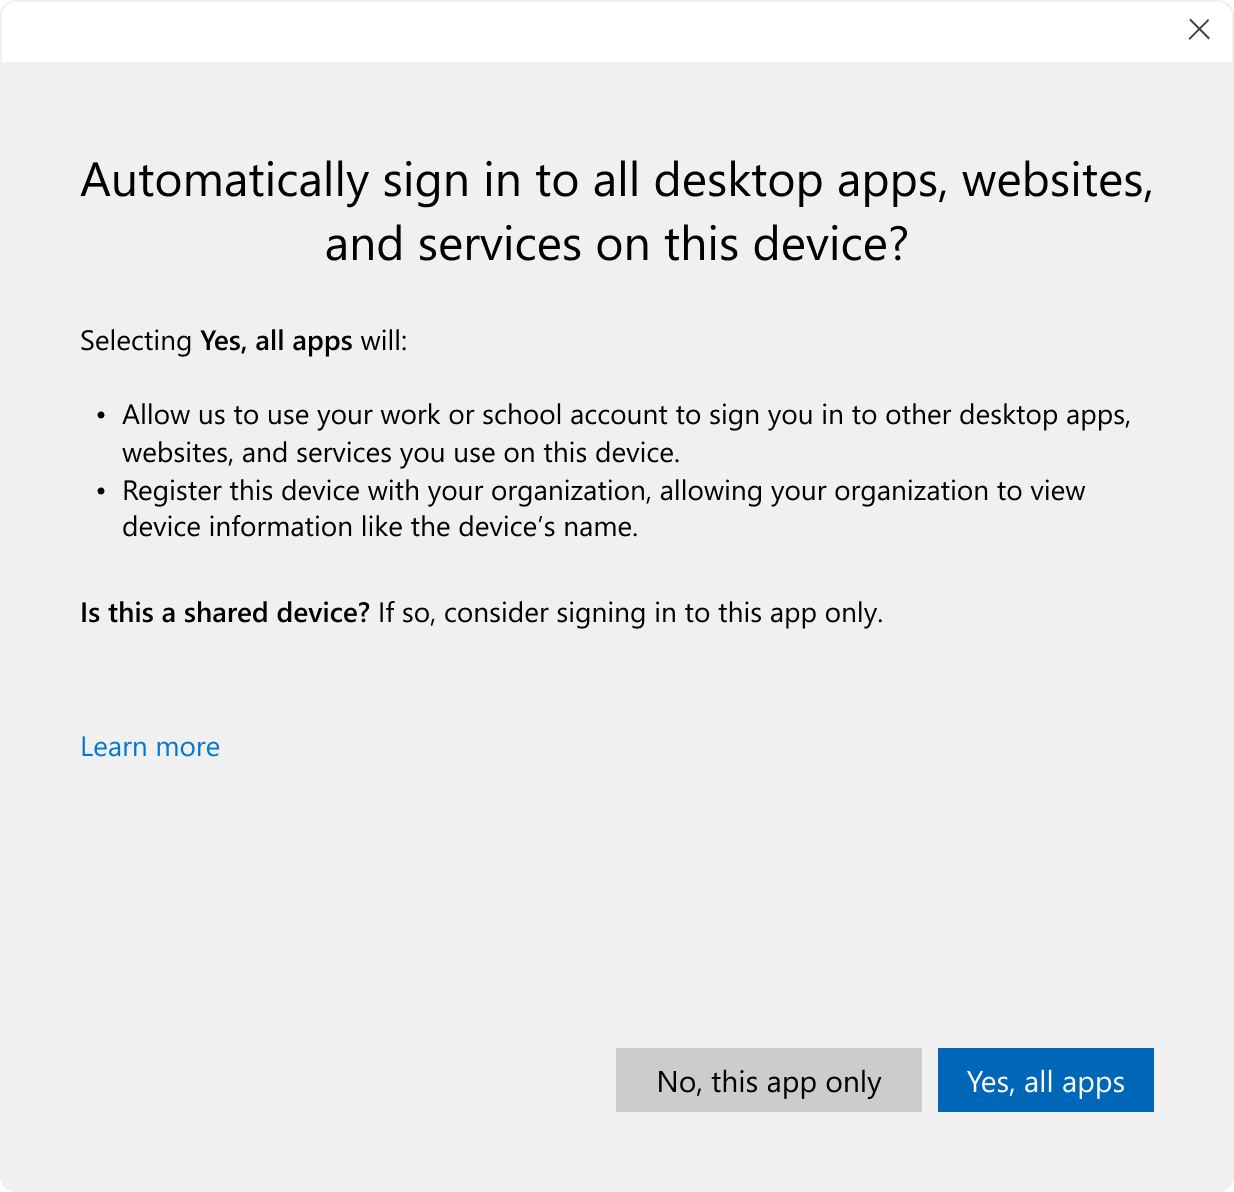 Automatically sign in to all desktop apps, websites,
and services on this device?
Selecting Yes, all apps will:
• Allow us to use your work or school account to sign you in to other desktop apps,
websites, and services you use on this device.
• Register this device with your organization, allowing your organization to view
device information like the device’s name.
Is this a shared device? If so, consider signing in to this app only.
Learn more
No, this app only
Yes, all apps